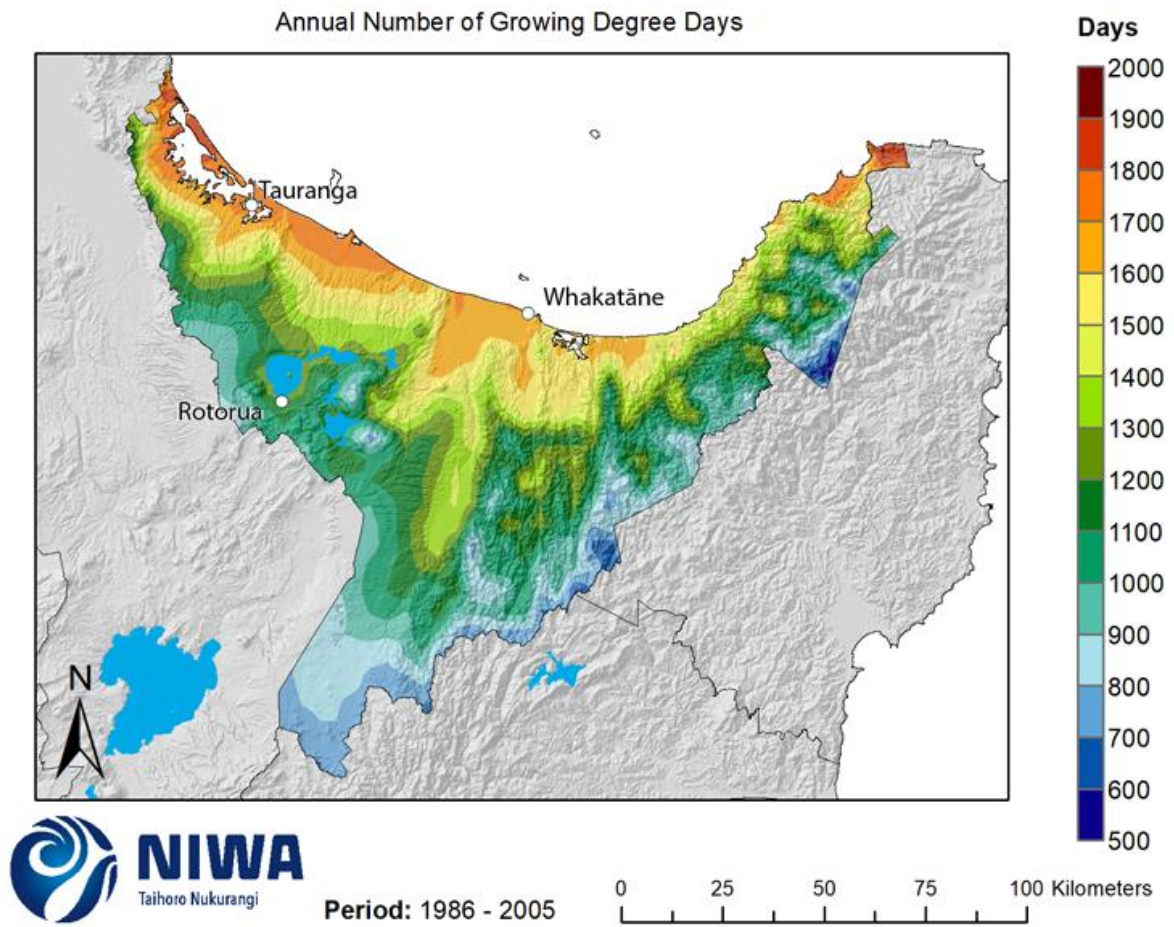 Annual Number of Growing Degree Days
Days
2000
1900
1800
1700
1600
1500
1400
1300
1200
1100
1000
900
800
700
600
500
Tauranga
Whakatāne
Rotorua
N
NIWA
Taihoro Nukurangi
Period: 1986 - 2005
0 25 50 75 100 Kilometers